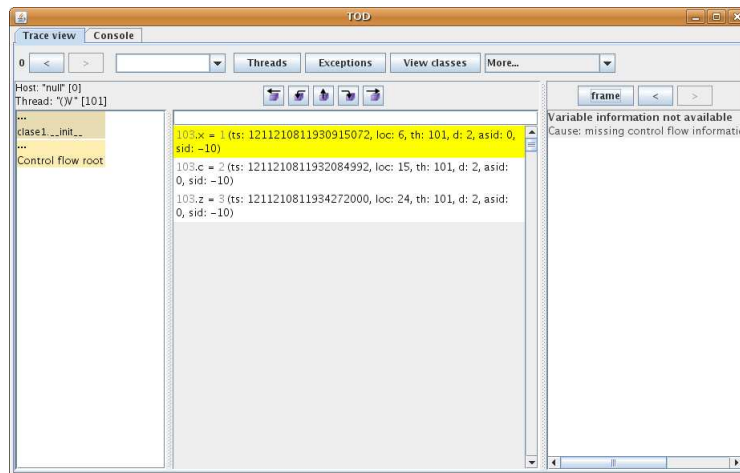 TOD
Trace view Console
0 < > Threads Exceptions View classes More...
Host: "null" [0]
Thread: "()V" [101]
...
clase1.__init__
...
Control flow root
103.x = 1 (ts: 1211210811930915072, loc: 6, th: 101, d: 2, asid: 0,
sid: -10)
103.c = 2 (ts: 1211210811932084992, loc: 15, th: 101, d: 2, asid:
0, sid: -10)
103.z = 3 (ts: 1211210811934272000, loc: 24, th: 101, d: 2, asid:
0, sid: -10)
frame < >
Variable information not available
Cause: missing control flow informatio